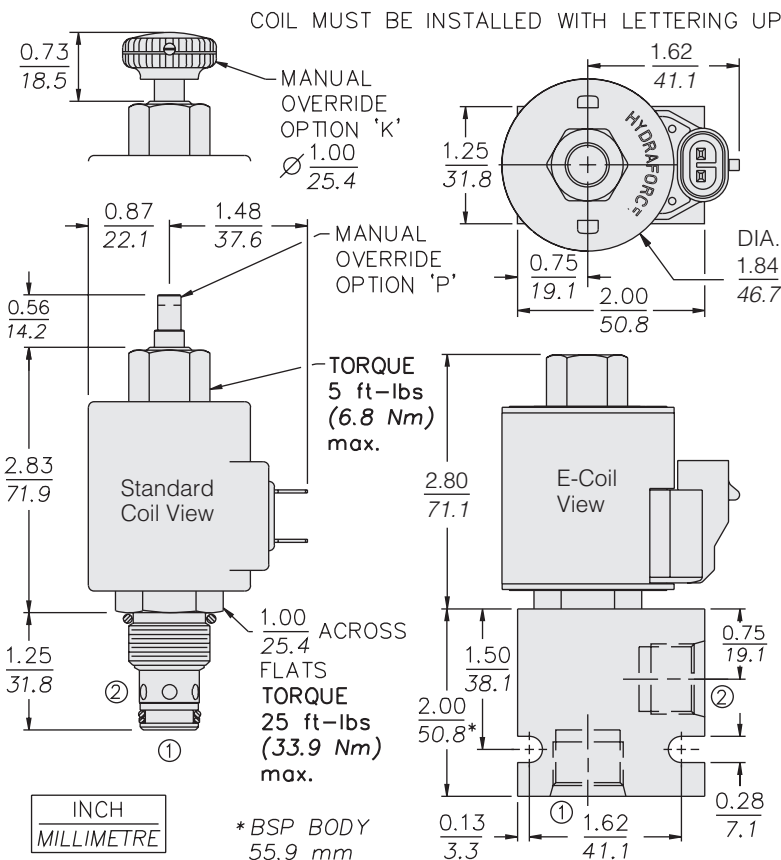 COIL MUST BE INSTALLED WITH LETTERING UP
0.73
18.5
MANUAL
OVERRIDE
OPTION 'K'
Ø 1.00
25.4
1.62
41.1
1.25
31.8
HYDRAFORCE
0.75
19.1
2.00
50.8
DIA.
1.84
46.7
0.87
22.1
1.48
37.6
MANUAL
OVERRIDE
OPTION 'P'
0.56
14.2
TORQUE
5 ft-lbs
(6.8 Nm)
max.
2.83
71.9
Standard
Coil View
2.80
71.1
E-Coil
View
1.00
25.4
ACROSS
FLATS
TORQUE
25 ft-lbs
(33.9 Nm)
max.
1.25
31.8
②
①
1.50
38.1
2.00
50.8*
0.75
19.1
②
①
0.28
7.1
0.13
3.3
1.62
41.1
INCH
MILLIMETRE
*BSP BODY
55.9 mm